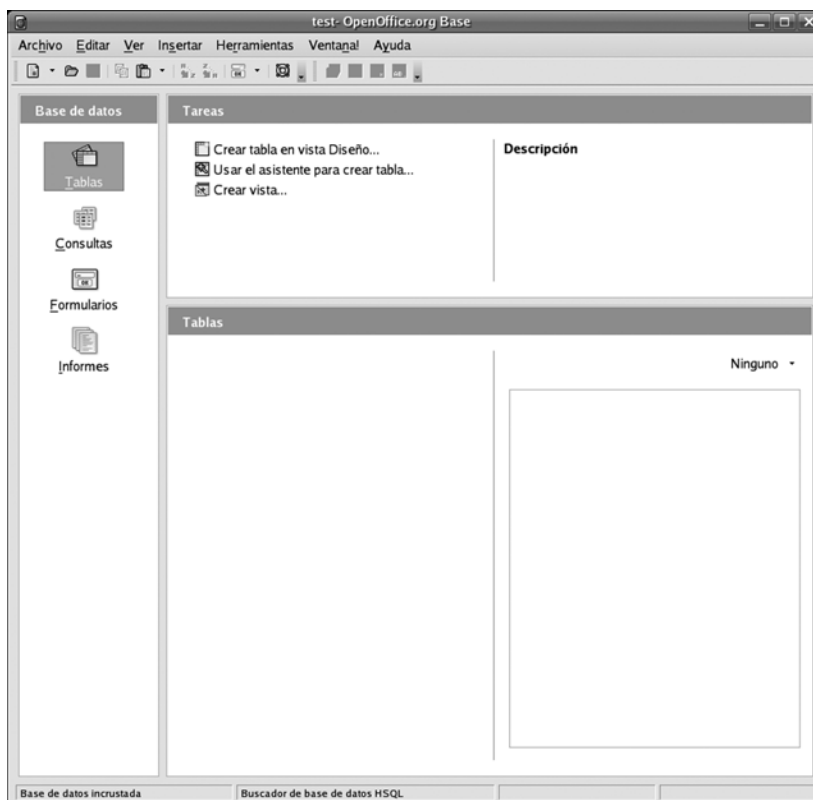 test- OpenOffice.org Base
Archivo Editar Ver Insertar Herramientas Ventana! Ayuda
Base de datos
Tablas
Consultas
Formularios
Informes
Tareas
Crear tabla en vista Diseño...
Usar el asistente para crear tabla...
Crear vista...
Descripción
Tablas
Ninguno
Base de datos incrustada
Buscador de base de datos HSQL